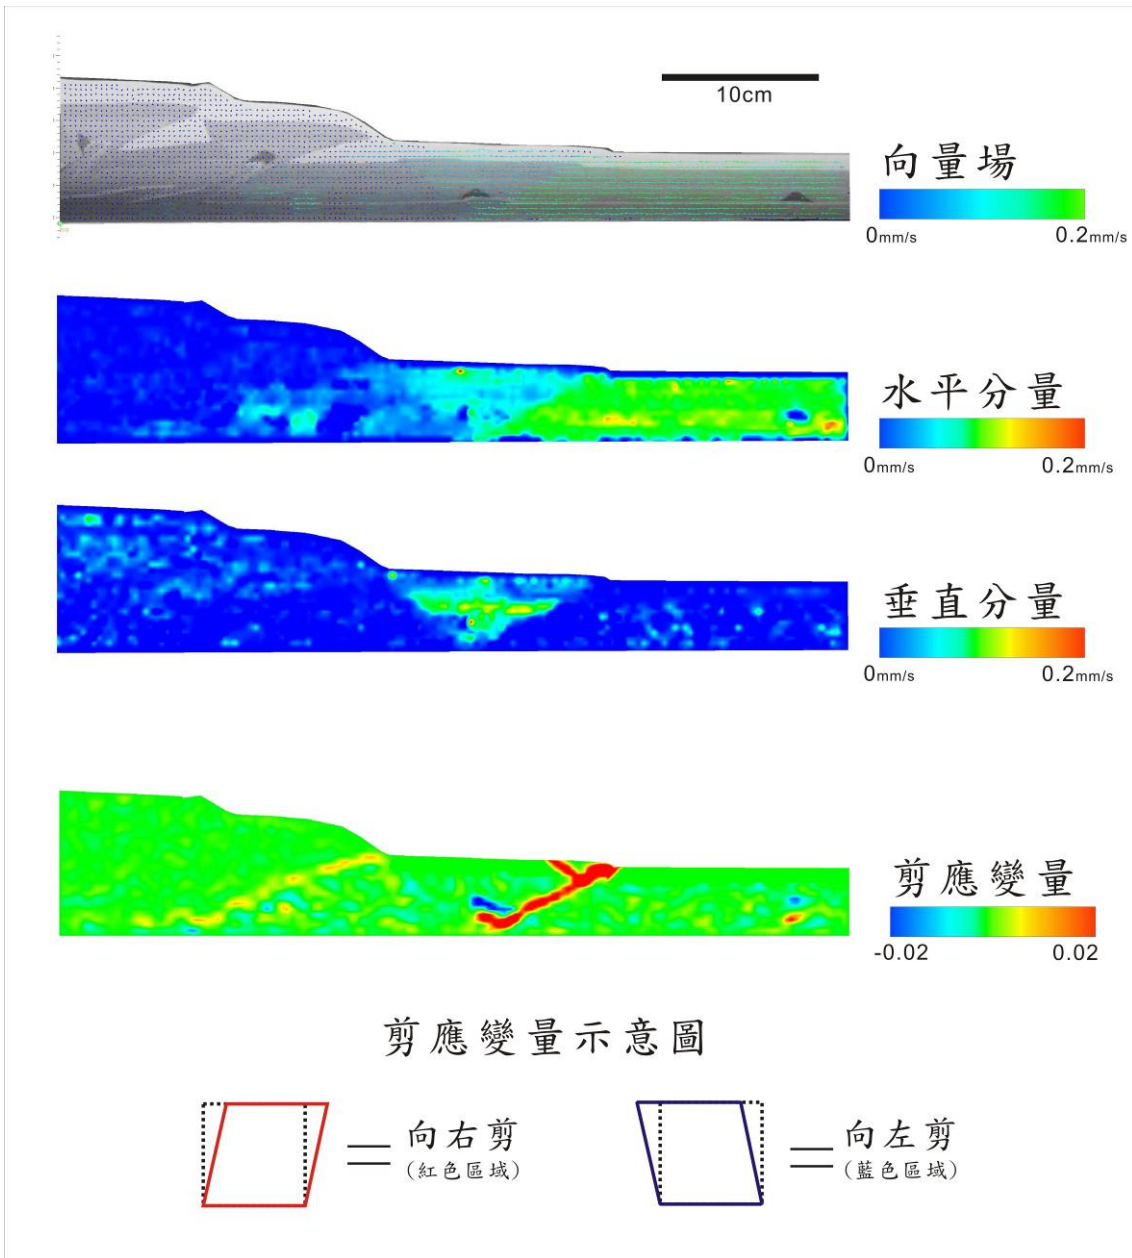 10cm
向量場
0mm/s 0.2mm/s
水平分量
0mm/s 0.2mm/s
垂直分量
0mm/s 0.2mm/s
剪應變量
-0.02 0.02
剪應變量示意圖
向右剪
(紅色區域)
向左剪
(藍色區域)